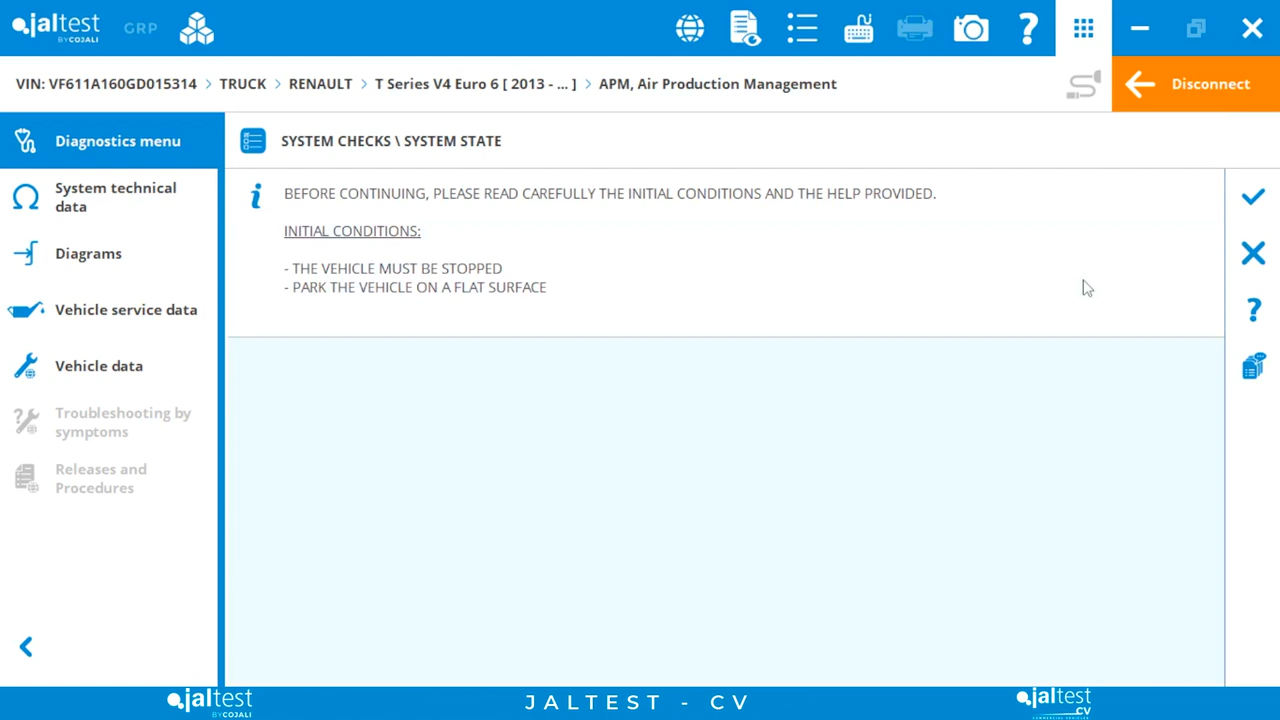 jaltest
BY COJALI
GRP
VIN: VF611A160GD015314 > TRUCK > RENAULT > T Series V4 Euro 6 [ 2013 - ... ] > APM, Air Production Management
Disconnect
Diagnostics menu
System technical
data
Diagrams
Vehicle service data
Vehicle data
Troubleshooting by
symptoms
Releases and
Procedures
SYSTEM CHECKS \ SYSTEM STATE
BEFORE CONTINUING, PLEASE READ CAREFULLY THE INITIAL CONDITIONS AND THE HELP PROVIDED.
INITIAL CONDITIONS:
- THE VEHICLE MUST BE STOPPED
- PARK THE VEHICLE ON A FLAT SURFACE
jaltest
BY COJALI
JALTEST - CV
jaltest
CV
COMMERCIAL VEHICLES